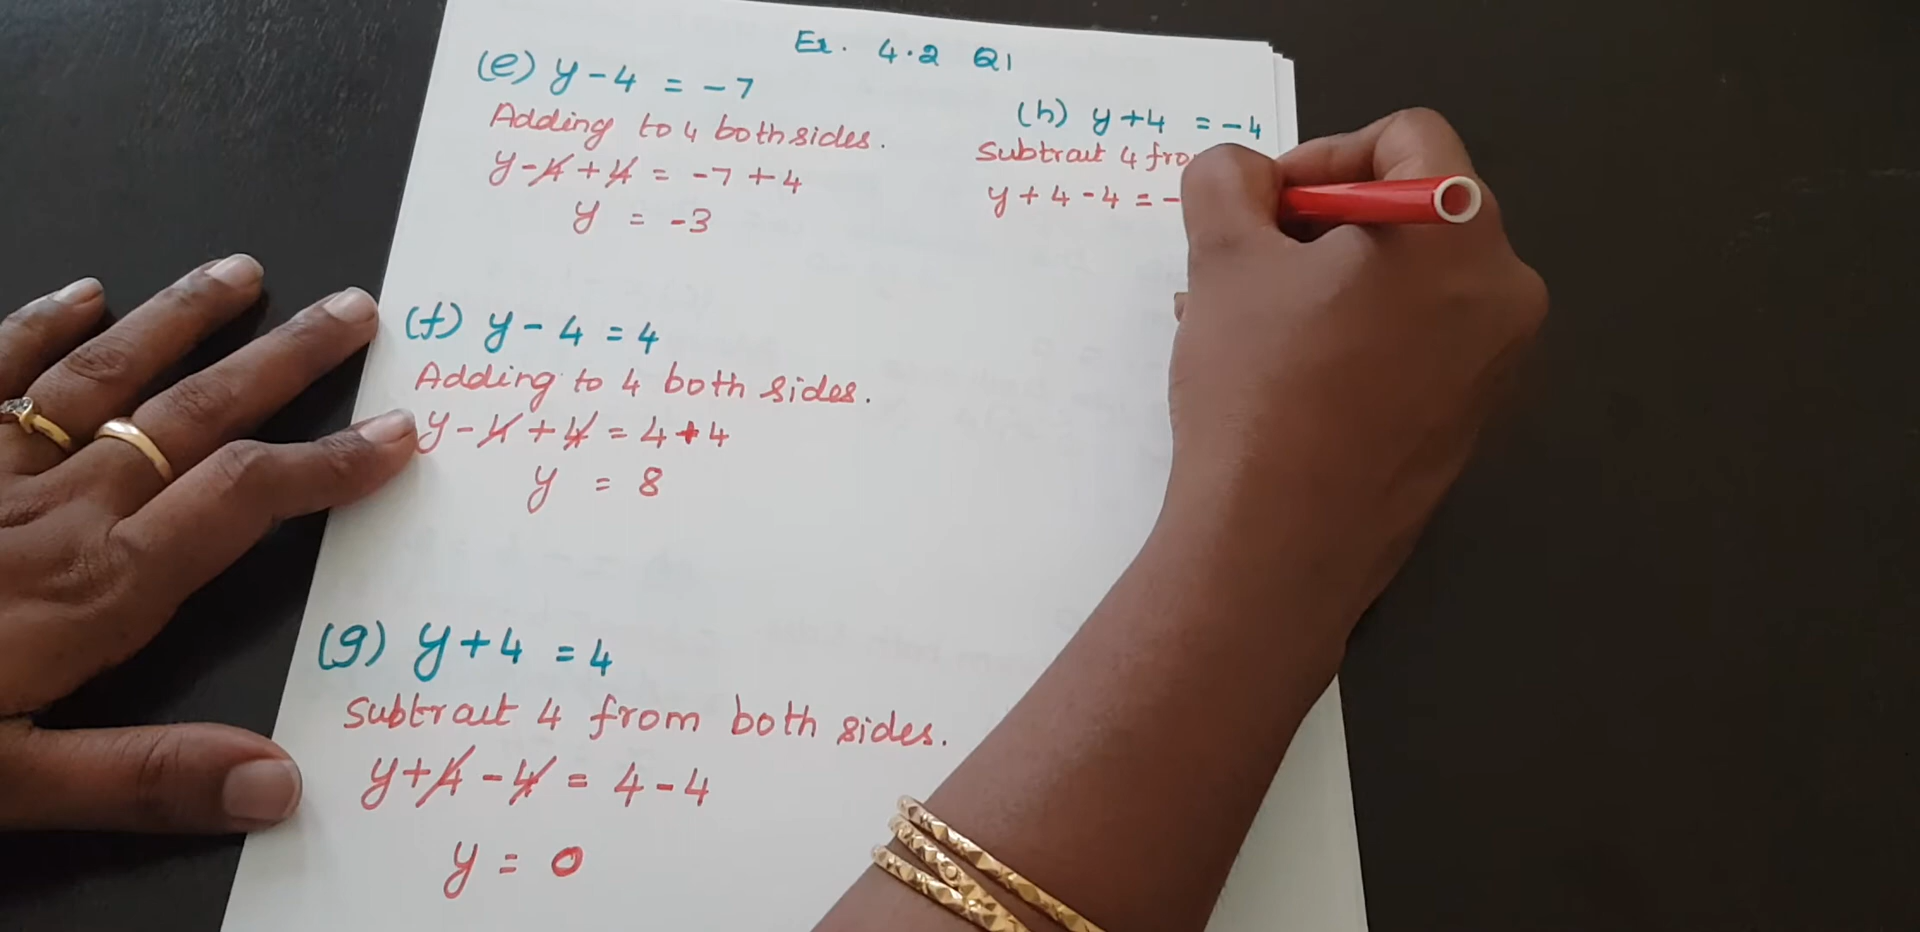 Ex. 4.2 Q1
(e) y - 4 = -7
Adding to 4 both sides.
y - 4 + 4 = -7 + 4
y = -3
(f) y - 4 = 4
Adding to 4 both sides.
y - 4 + 4 = 4 + 4
y = 8
(g) y + 4 = 4
Subtract 4 from both sides.
y + 4 - 4 = 4 - 4
y = 0
(h) y + 4 = -4
Subtract 4
y + 4 - 4 = -